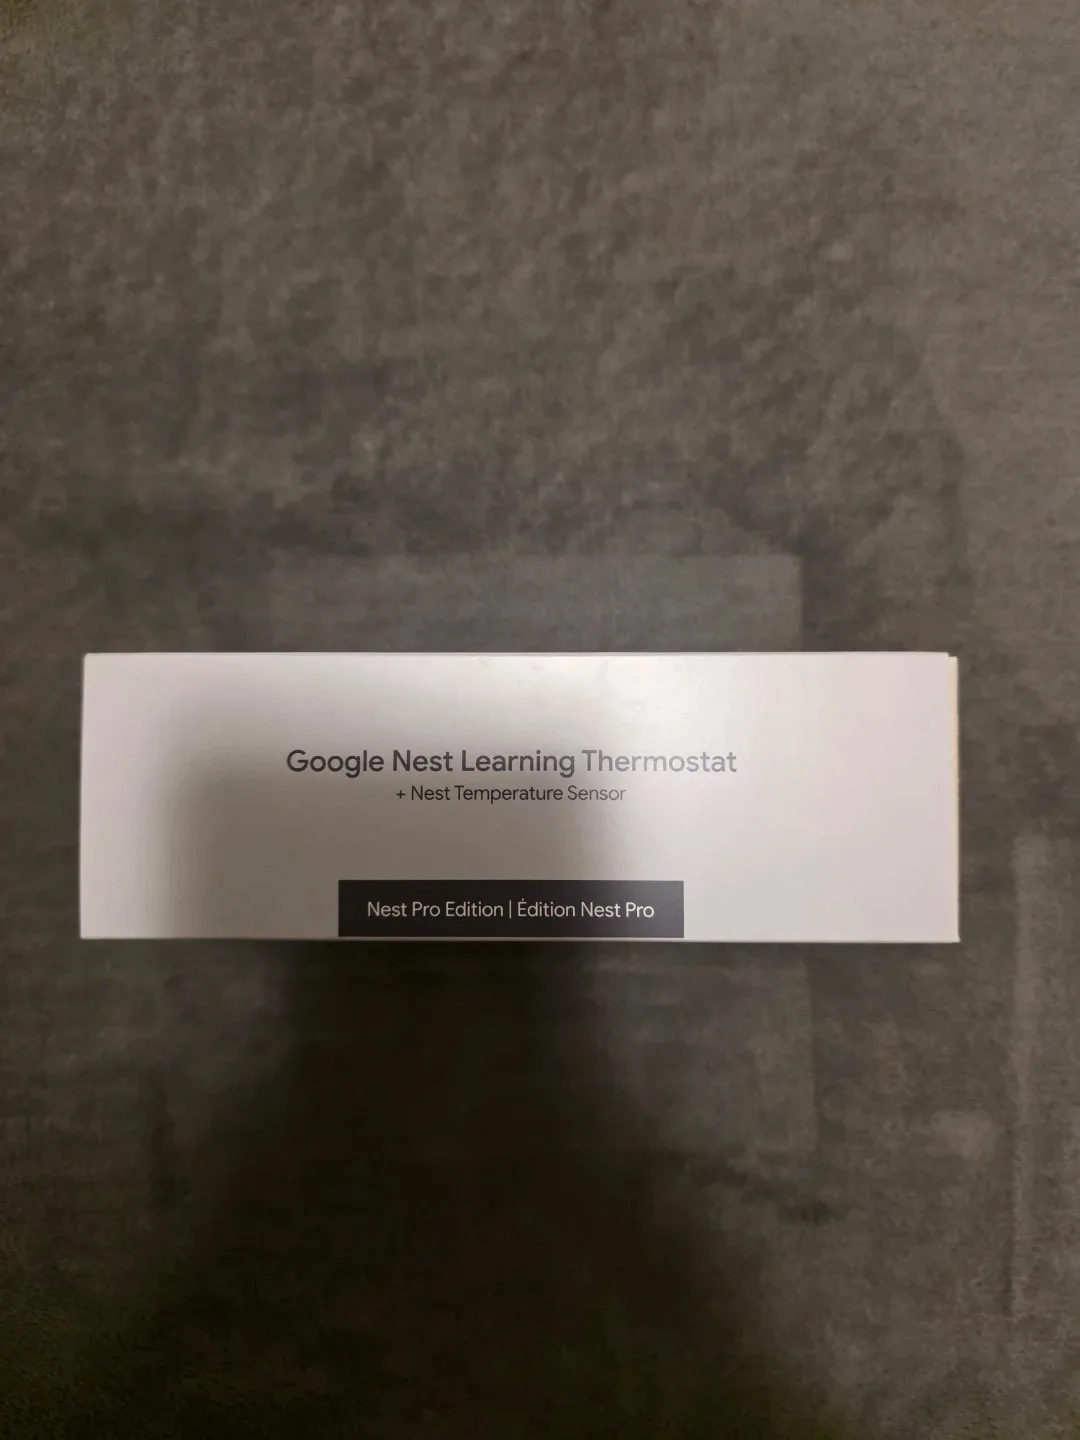 Google Nest Learning Thermostat
+ Nest Temperature Sensor
Nest Pro Edition | Édition Nest Pro